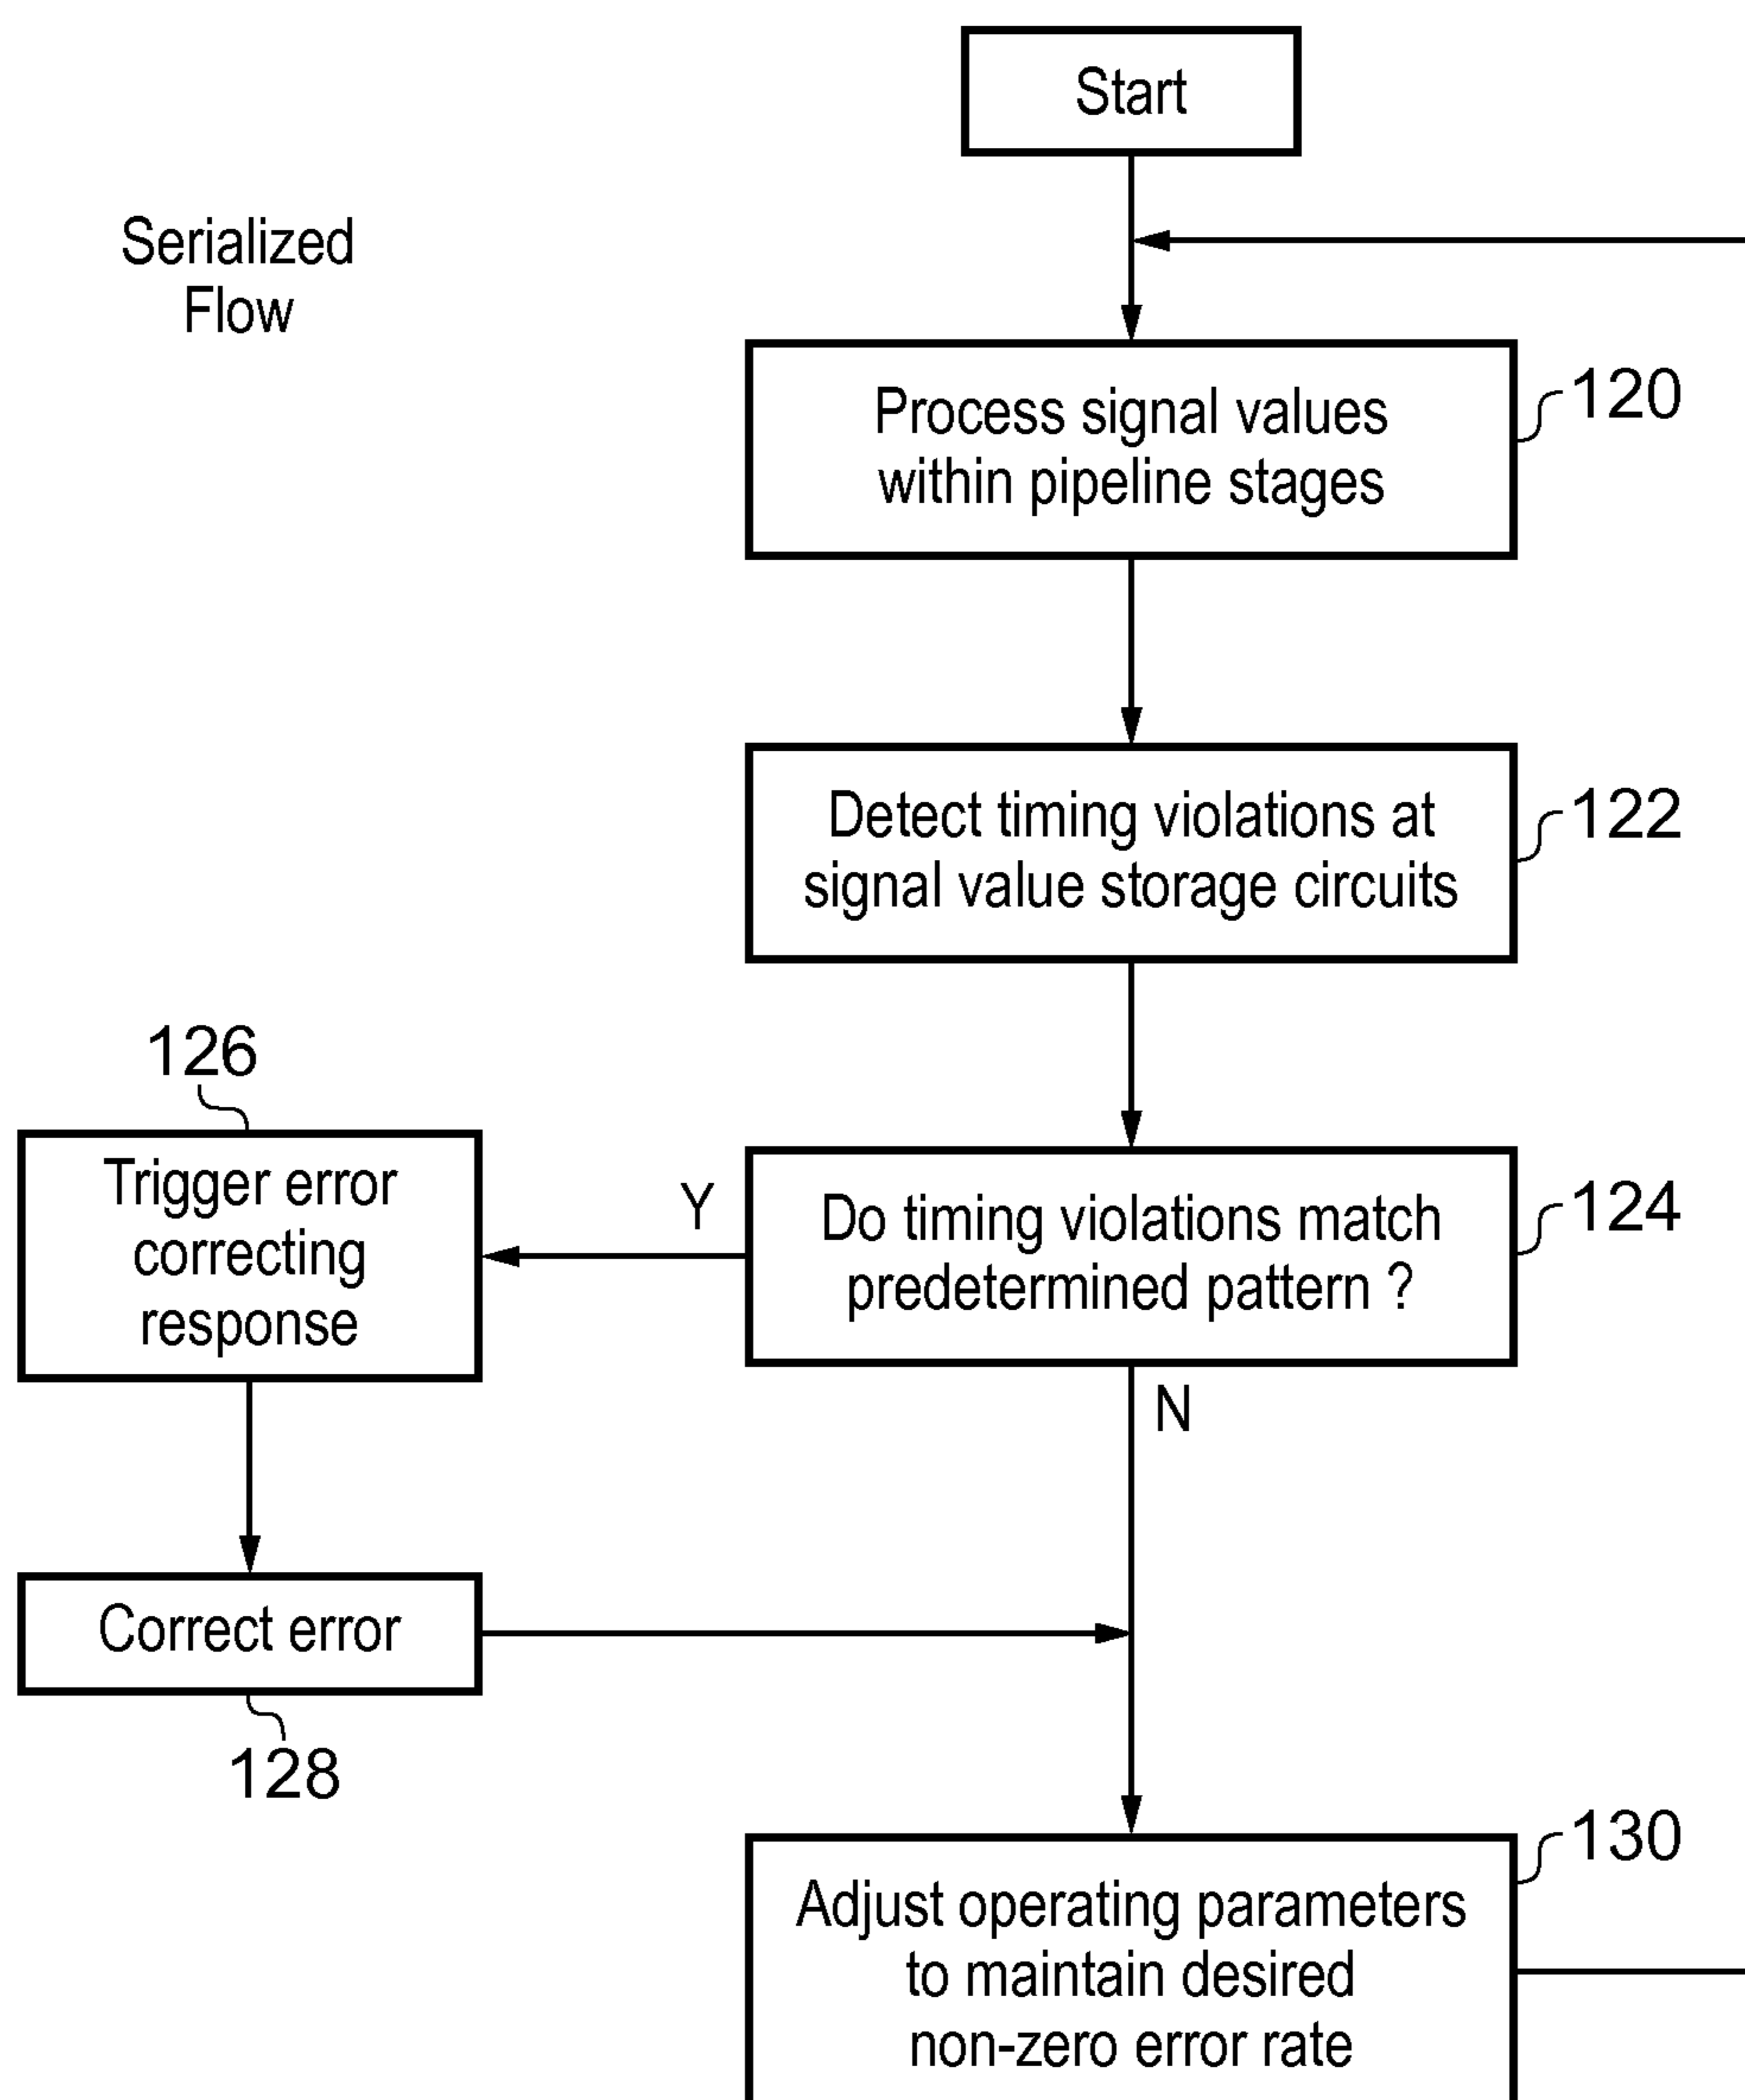 Start
Serialized
Flow
Process signal values
within pipeline stages
120
Detect timing violations at
signal value storage circuits
122
126
Trigger error
correcting
response
Y
Do timing violations match
predetermined pattern ?
124
N
Correct error
128
130
Adjust operating parameters
to maintain desired
non-zero error rate